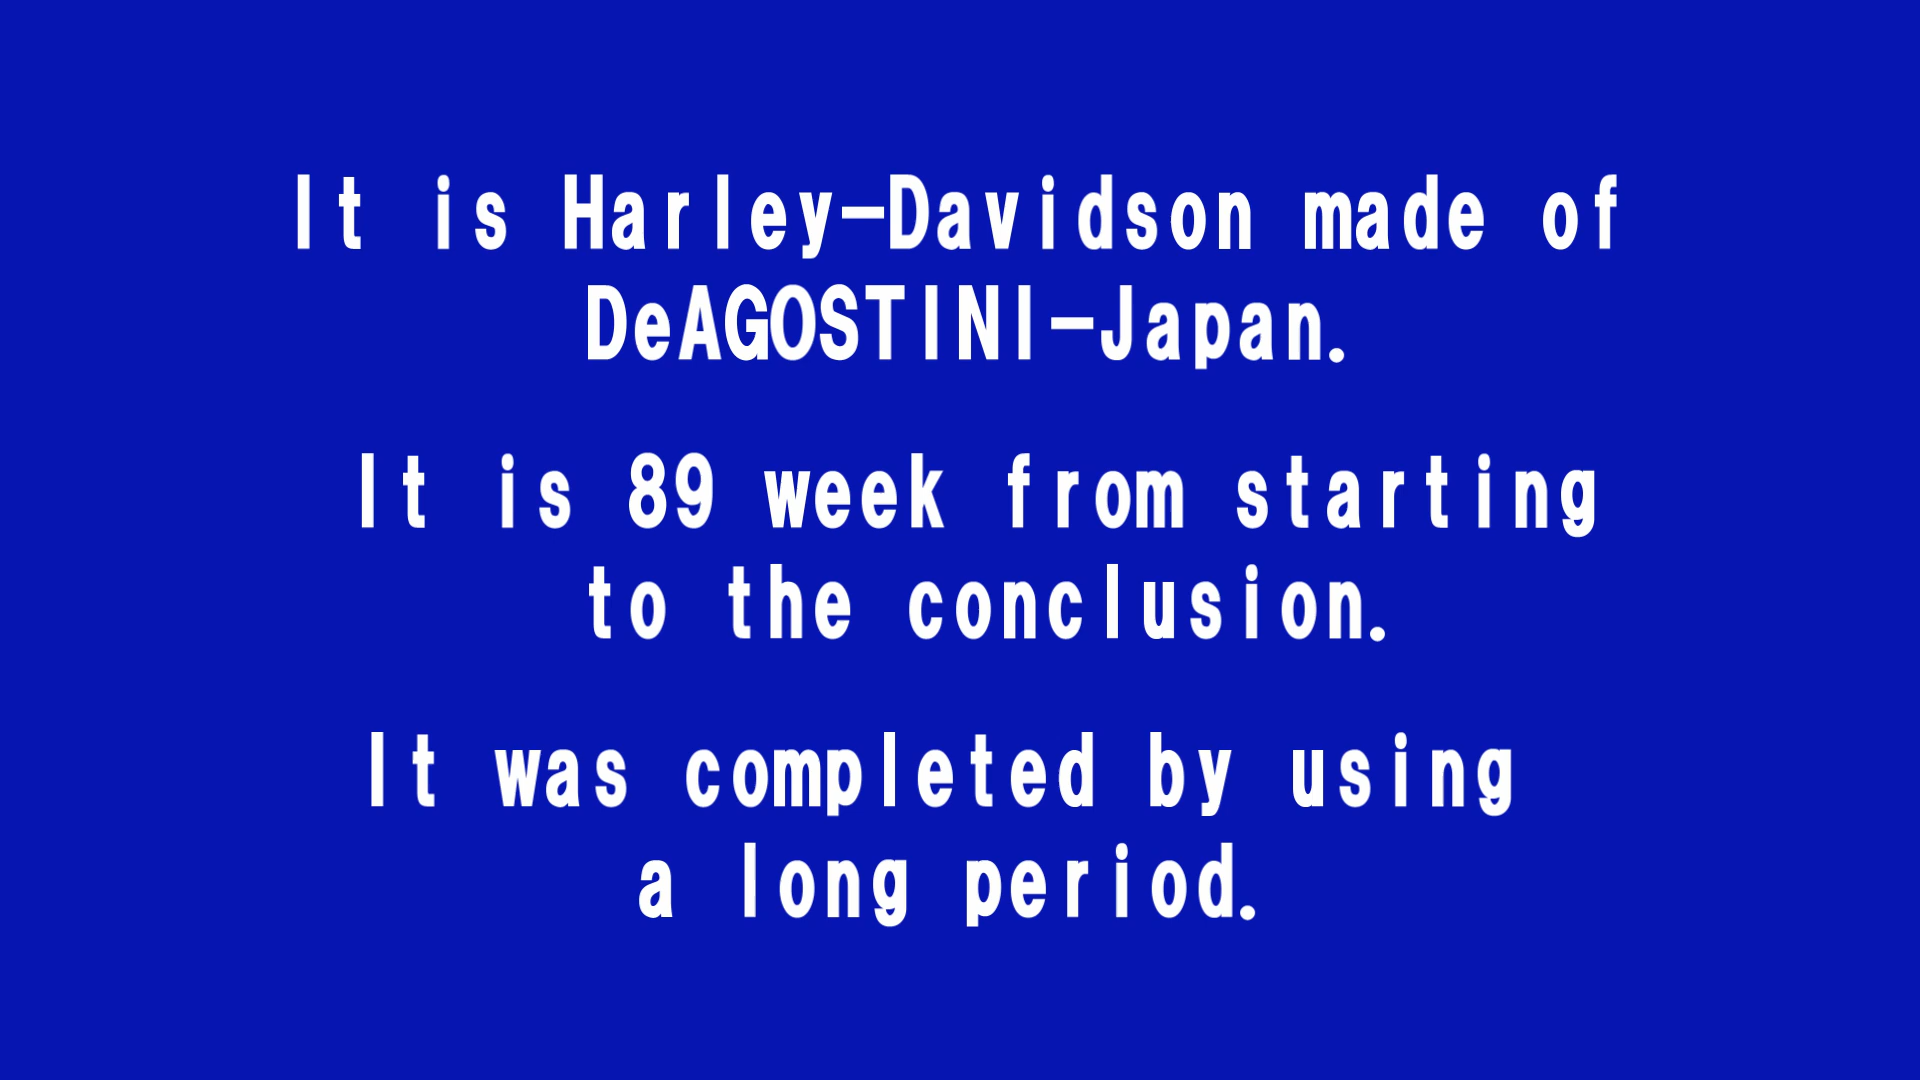 It is Harley-Davidson made of
DeAGOSTINI-Japan.
It is 89 week from starting
to the conclusion.
It was completed by using
a long period.